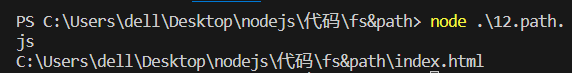 PS C:\Users\dell\Desktop\nodejs\代码\fs&path> node .\12.path.
js
C:\Users\dell\Desktop\nodejs\代码\fs&path\index.html